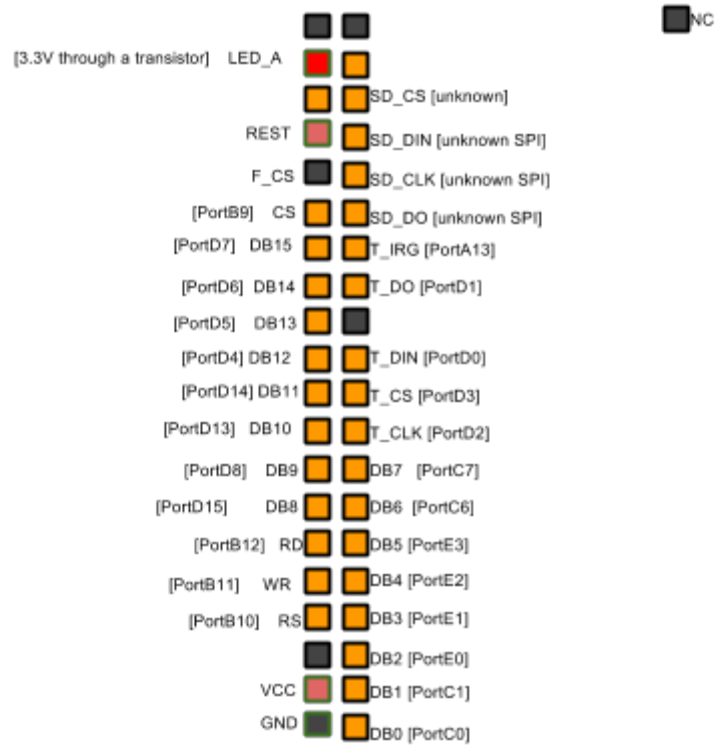 NC
[3.3V through a transistor] LED_A
SD_CS [unknown]
REST SD_DIN [unknown SPI]
F_CS SD_CLK [unknown SPI]
[PortB9] CS SD_DO [unknown SPI]
[PortD7] DB15 T_IRG [PortA13]
[PortD6] DB14 T_DO [PortD1]
[PortD5] DB13
[PortD4] DB12 T_DIN [PortD0]
[PortD14] DB11 T_CS [PortD3]
[PortD13] DB10 T_CLK [PortD2]
[PortD8] DB9 DB7 [PortC7]
[PortD15] DB8 DB6 [PortC6]
[PortB12] RD DB5 [PortE3]
[PortB11] WR DB4 [PortE2]
[PortB10] RS DB3 [PortE1]
DB2 [PortE0]
VCC DB1 [PortC1]
GND DB0 [PortC0]